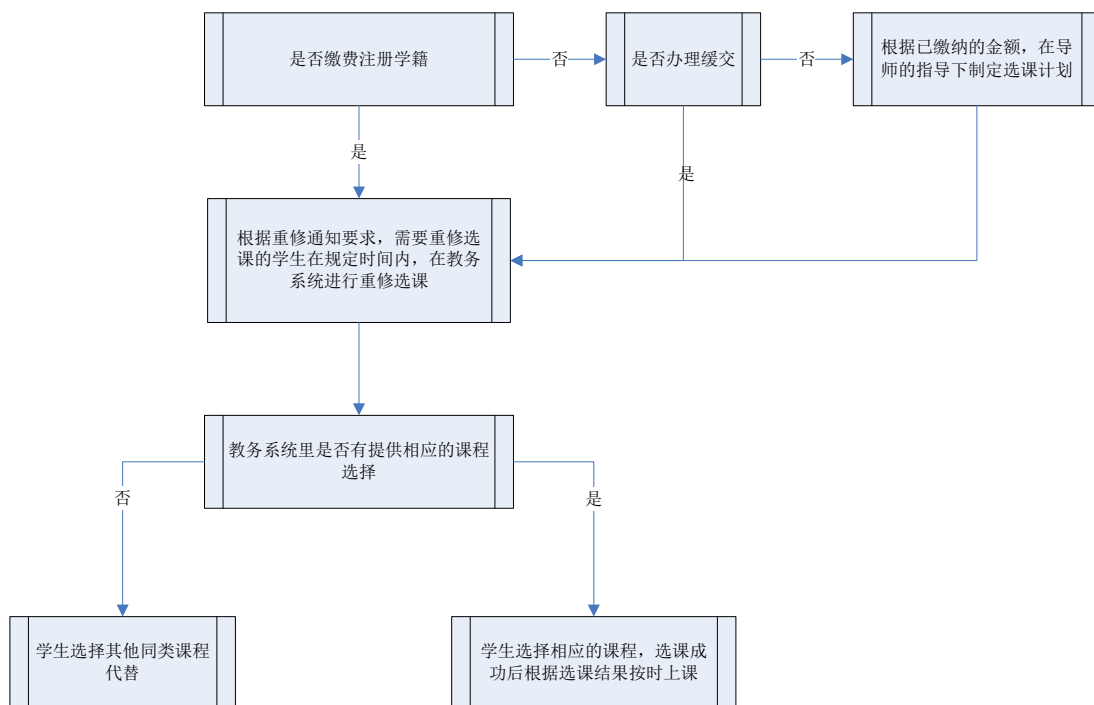 是否缴费注册学籍
否
是否办理缓交
否
根据已缴纳的金额，在导
师的指导下制定选课计划
是
是
根据重修通知要求，需要重修选
课的学生在规定时间内，在教务
系统进行重修选课
教务系统里是否有提供相应的课程
选择
否
是
学生选择其他同类课程
代替
学生选择相应的课程，选课成
功后根据选课结果按时上课